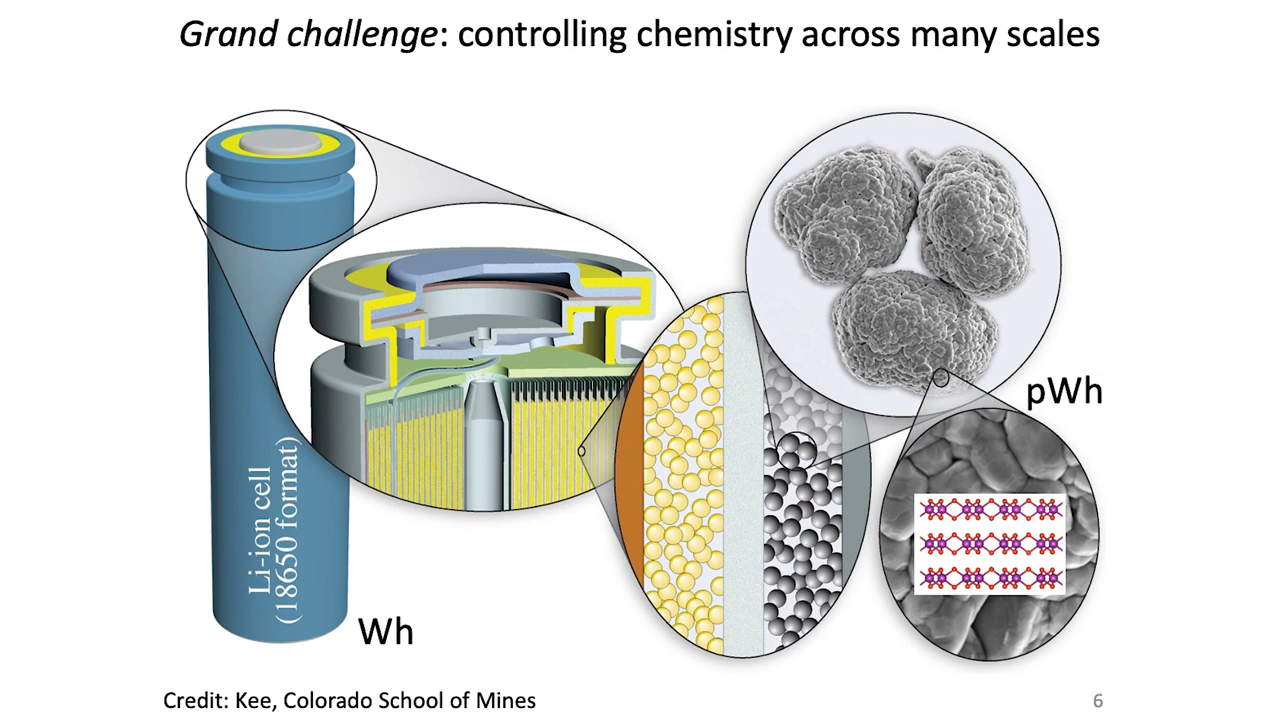 Grand challenge: controlling chemistry across many scales
Li-ion cell
(18650 format)
Wh
pWh
Credit: Kee, Colorado School of Mines
6